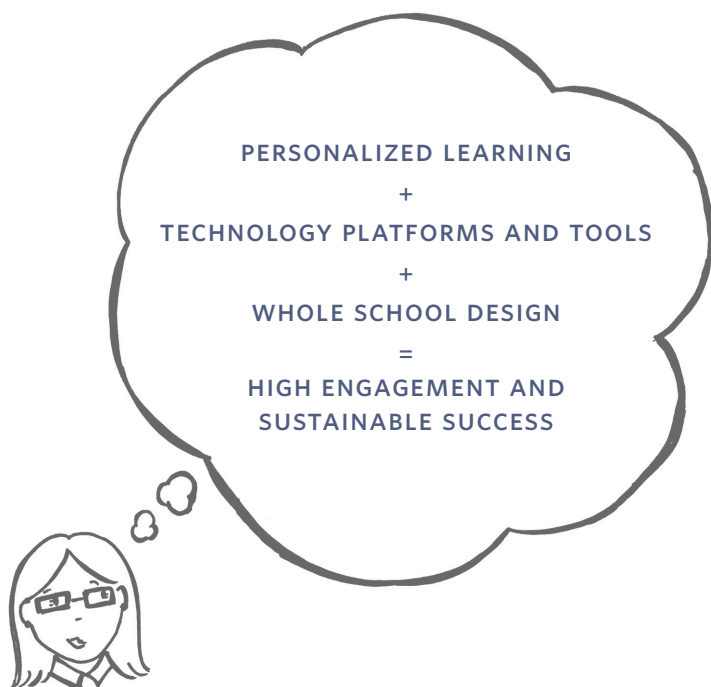 PERSONALIZED LEARNING
+
TECHNOLOGY PLATFORMS AND TOOLS
+
WHOLE SCHOOL DESIGN
=
HIGH ENGAGEMENT AND
SUSTAINABLE SUCCESS